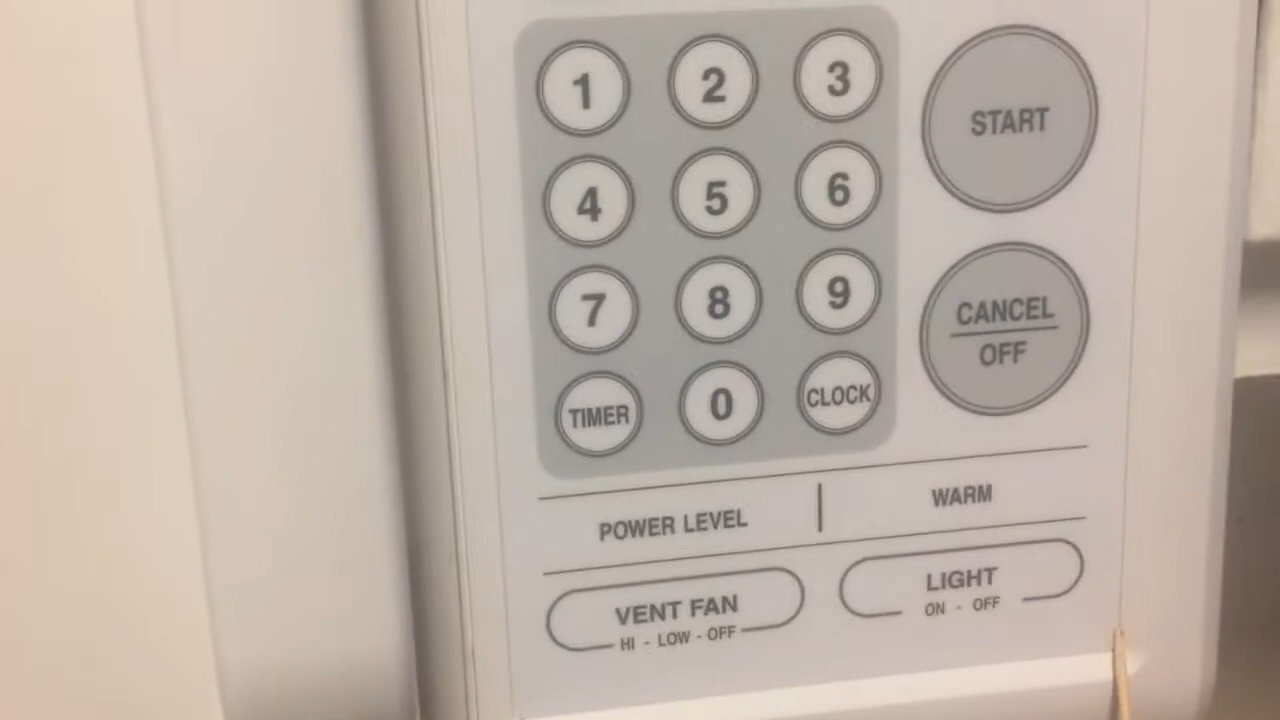 1 2 3
START
4 5 6
7 8 9
CANCEL
OFF
TIMER 0 CLOCK
POWER LEVEL
WARM
VENT FAN
HI - LOW - OFF
LIGHT
ON - OFF